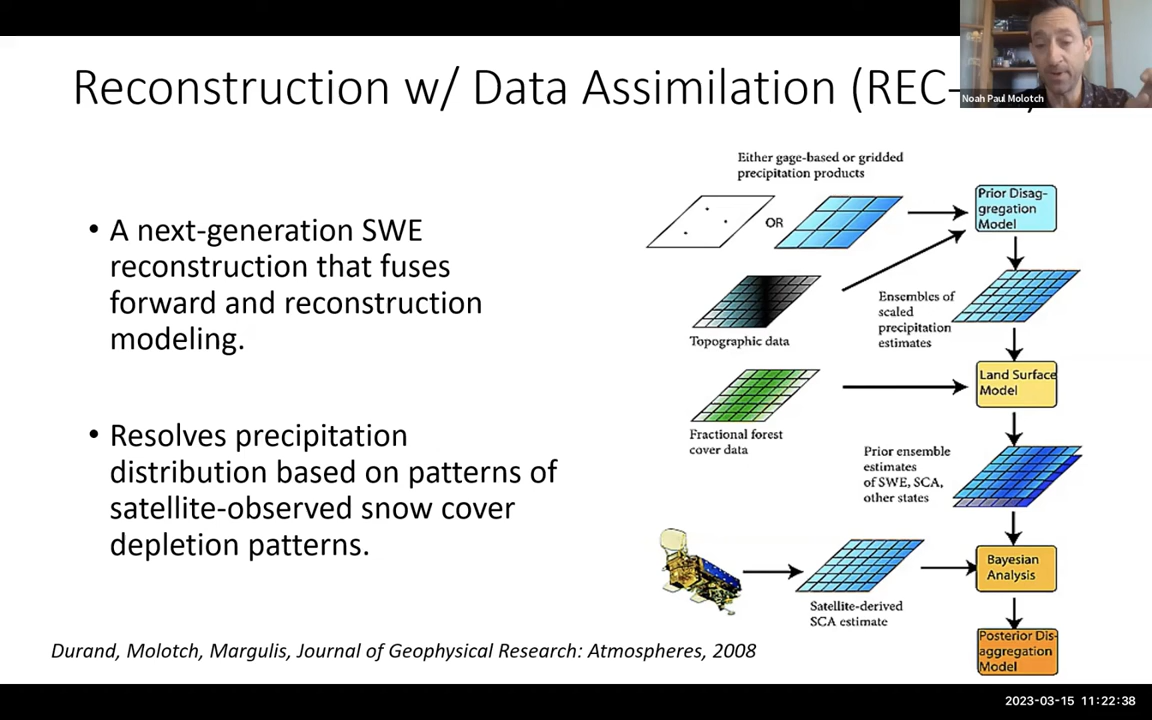 Reconstruction w/ Data Assimilation (REC-
Noah Paul Molotch
• A next-generation SWE
reconstruction that fuses
forward and reconstruction
modeling.
• Resolves precipitation
distribution based on patterns of
satellite-observed snow cover
depletion patterns.
Either gage-based or gridded
precipitation products
OR
Prior Disag-
gregation
Model
Topographic data
Ensembles of
scaled
precipitation
estimates
Land Surface
Model
Fractional forest
cover data
Prior ensemble
estimates
of SWE, SCA,
other states
Bayesian
Analysis
Satellite-derived
SCA estimate
Posterior Dis-
aggregation
Model
Durand, Molotch, Margulis, Journal of Geophysical Research: Atmospheres, 2008
2023-03-15 11:22:38